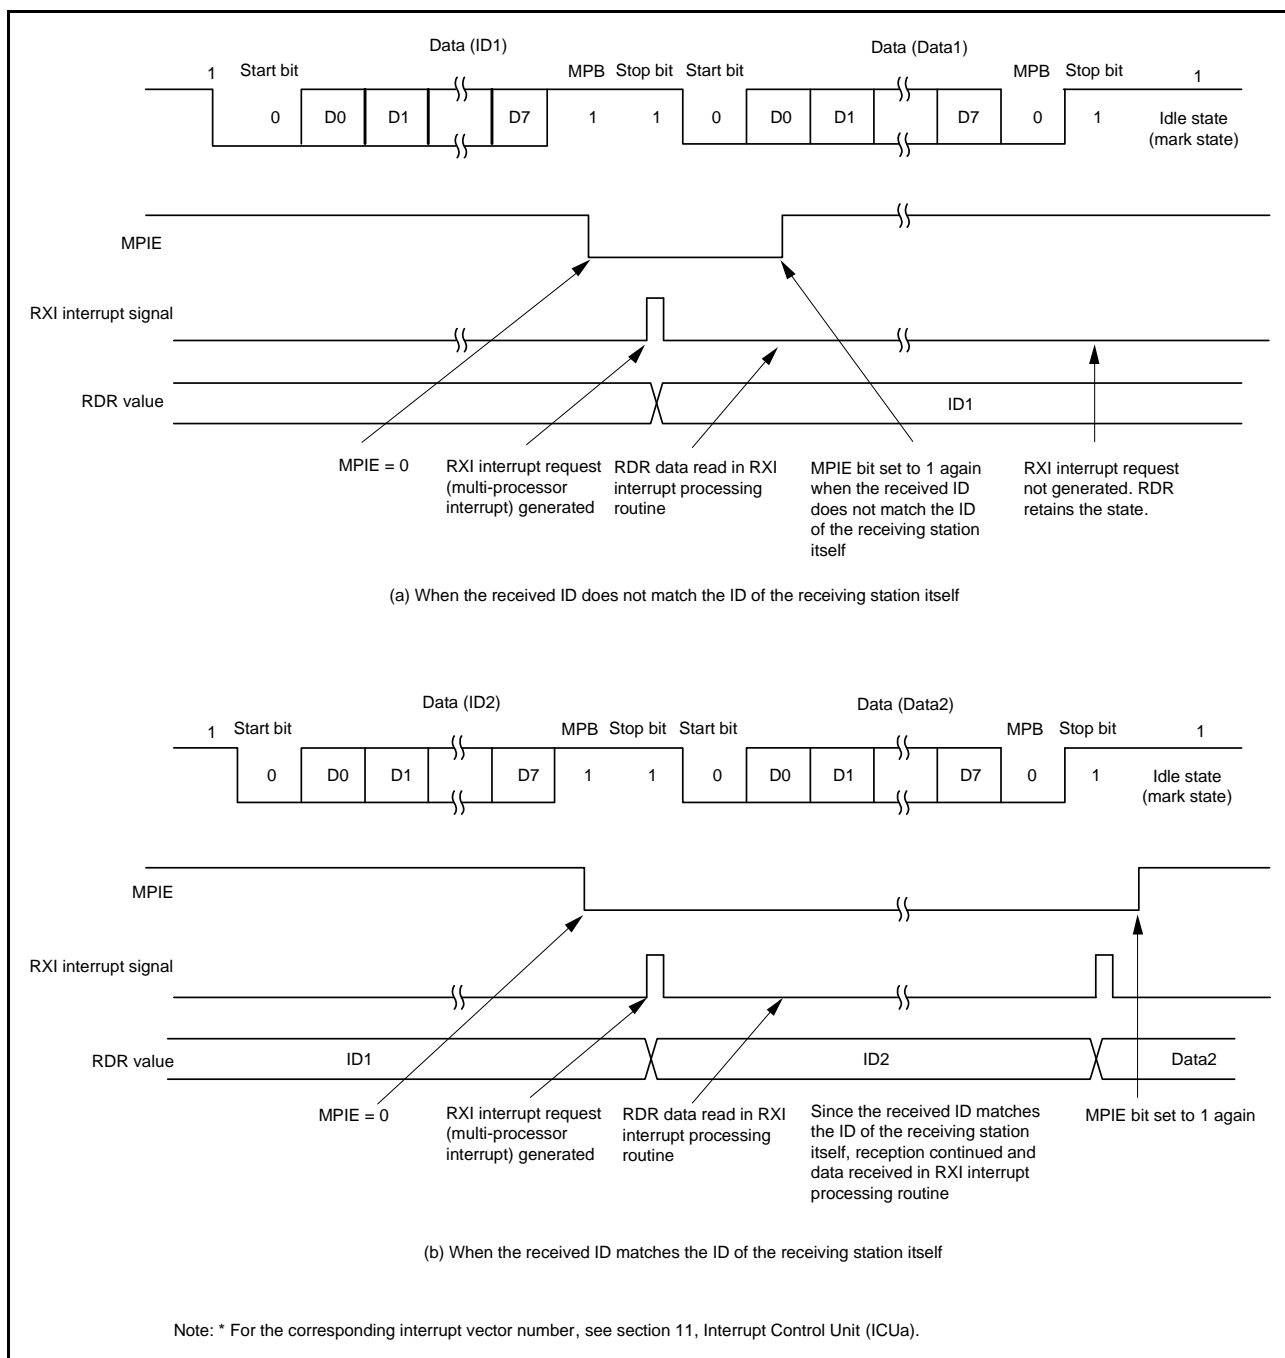 Data (ID1)
Data (Data1)
1
Start bit
MPB
Stop bit
Start bit
MPB
Stop bit
1
0
D0
D1
D7
1
1
0
D0
D1
D7
0
1
Idle state
(mark state)
MPIE
RXI interrupt signal
RDR value
ID1
MPIE = 0
RXI interrupt request
(multi-processor
interrupt) generated
RDR data read in RXI
interrupt processing
routine
MPIE bit set to 1 again
when the received ID
does not match the ID
of the receiving station
itself
RXI interrupt request
not generated. RDR
retains the state.
(a) When the received ID does not match the ID of the receiving station itself
Data (ID2)
Data (Data2)
1
Start bit
MPB
Stop bit
Start bit
MPB
Stop bit
1
0
D0
D1
D7
1
1
0
D0
D1
D7
0
1
Idle state
(mark state)
MPIE
RXI interrupt signal
RDR value
ID1
ID2
Data2
MPIE = 0
RXI interrupt request
(multi-processor
interrupt) generated
RDR data read in RXI
interrupt processing
routine
Since the received ID matches
the ID of the receiving station
itself, reception continued and
data received in RXI interrupt
processing routine
MPIE bit set to 1 again
(b) When the received ID matches the ID of the receiving station itself
Note: * For the corresponding interrupt vector number, see section 11, Interrupt Control Unit (ICUa).